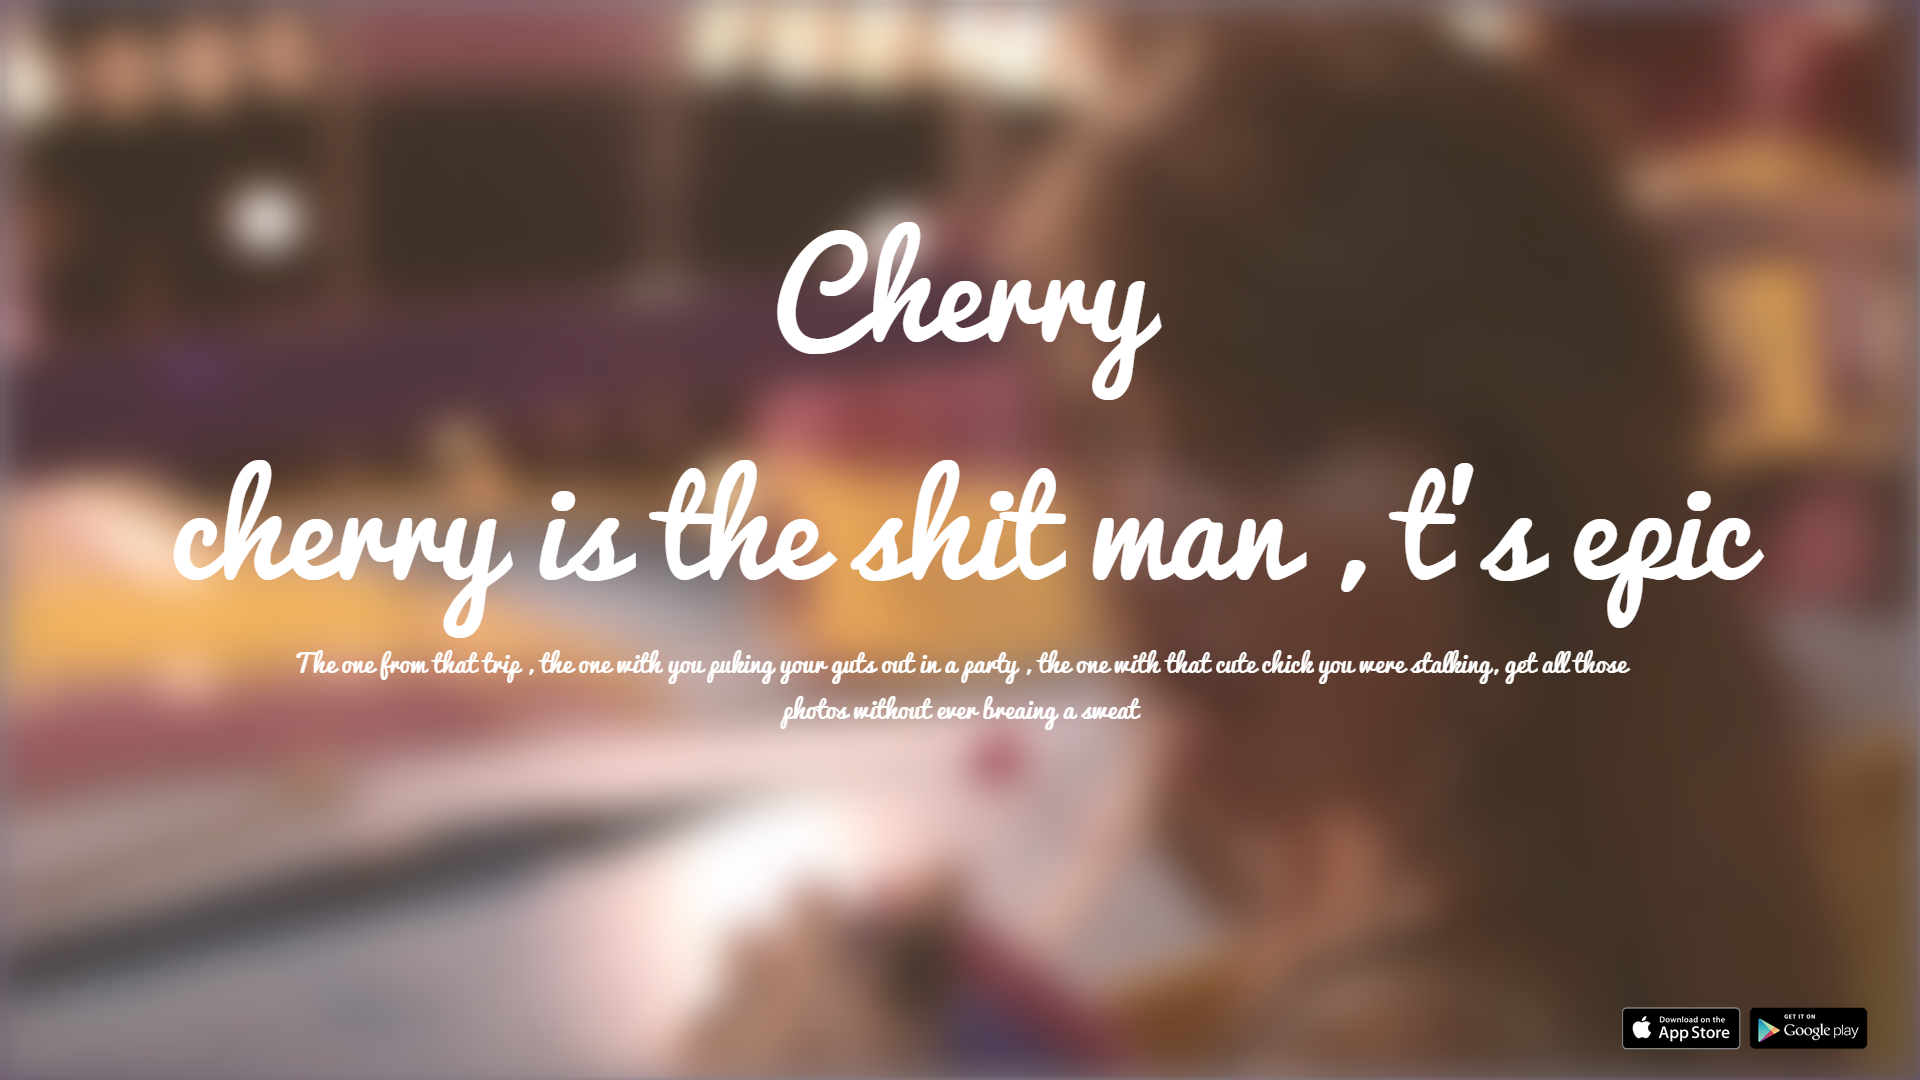 Cherry
cherry is the shit man , t's epic
The one from that trip , the one with you puking your guts out in a party , the one with that cute chick you were stalking, get all those
photos without ever breaing a sweat
Download on the
App Store
GET IT ON
Google play